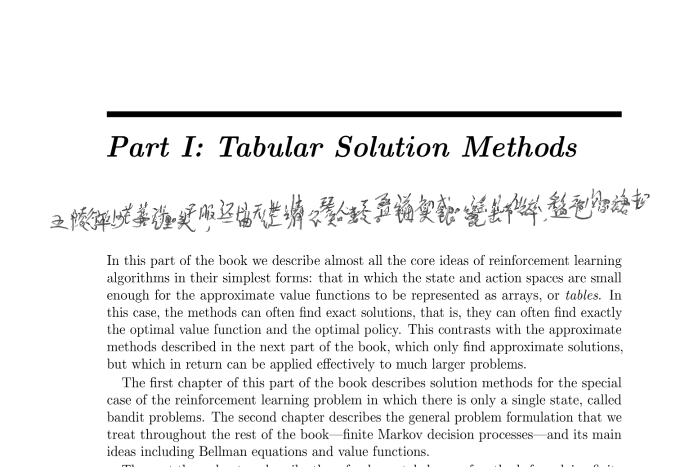 Part I: Tabular Solution Methods
In this part of the book we describe almost all the core ideas of reinforcement learning
algorithms in their simplest forms: that in which the state and action spaces are small
enough for the approximate value functions to be represented as arrays, or tables. In
this case, the methods can often find exact solutions, that is, they can often find exactly
the optimal value function and the optimal policy. This contrasts with the approximate
methods described in the next part of the book, which only find approximate solutions,
but which in return can be applied effectively to much larger problems.
The first chapter of this part of the book describes solution methods for the special
case of the reinforcement learning problem in which there is only a single state, called
bandit problems. The second chapter describes the general problem formulation that we
treat throughout the rest of the book—finite Markov decision processes—and its main
ideas including Bellman equations and value functions.